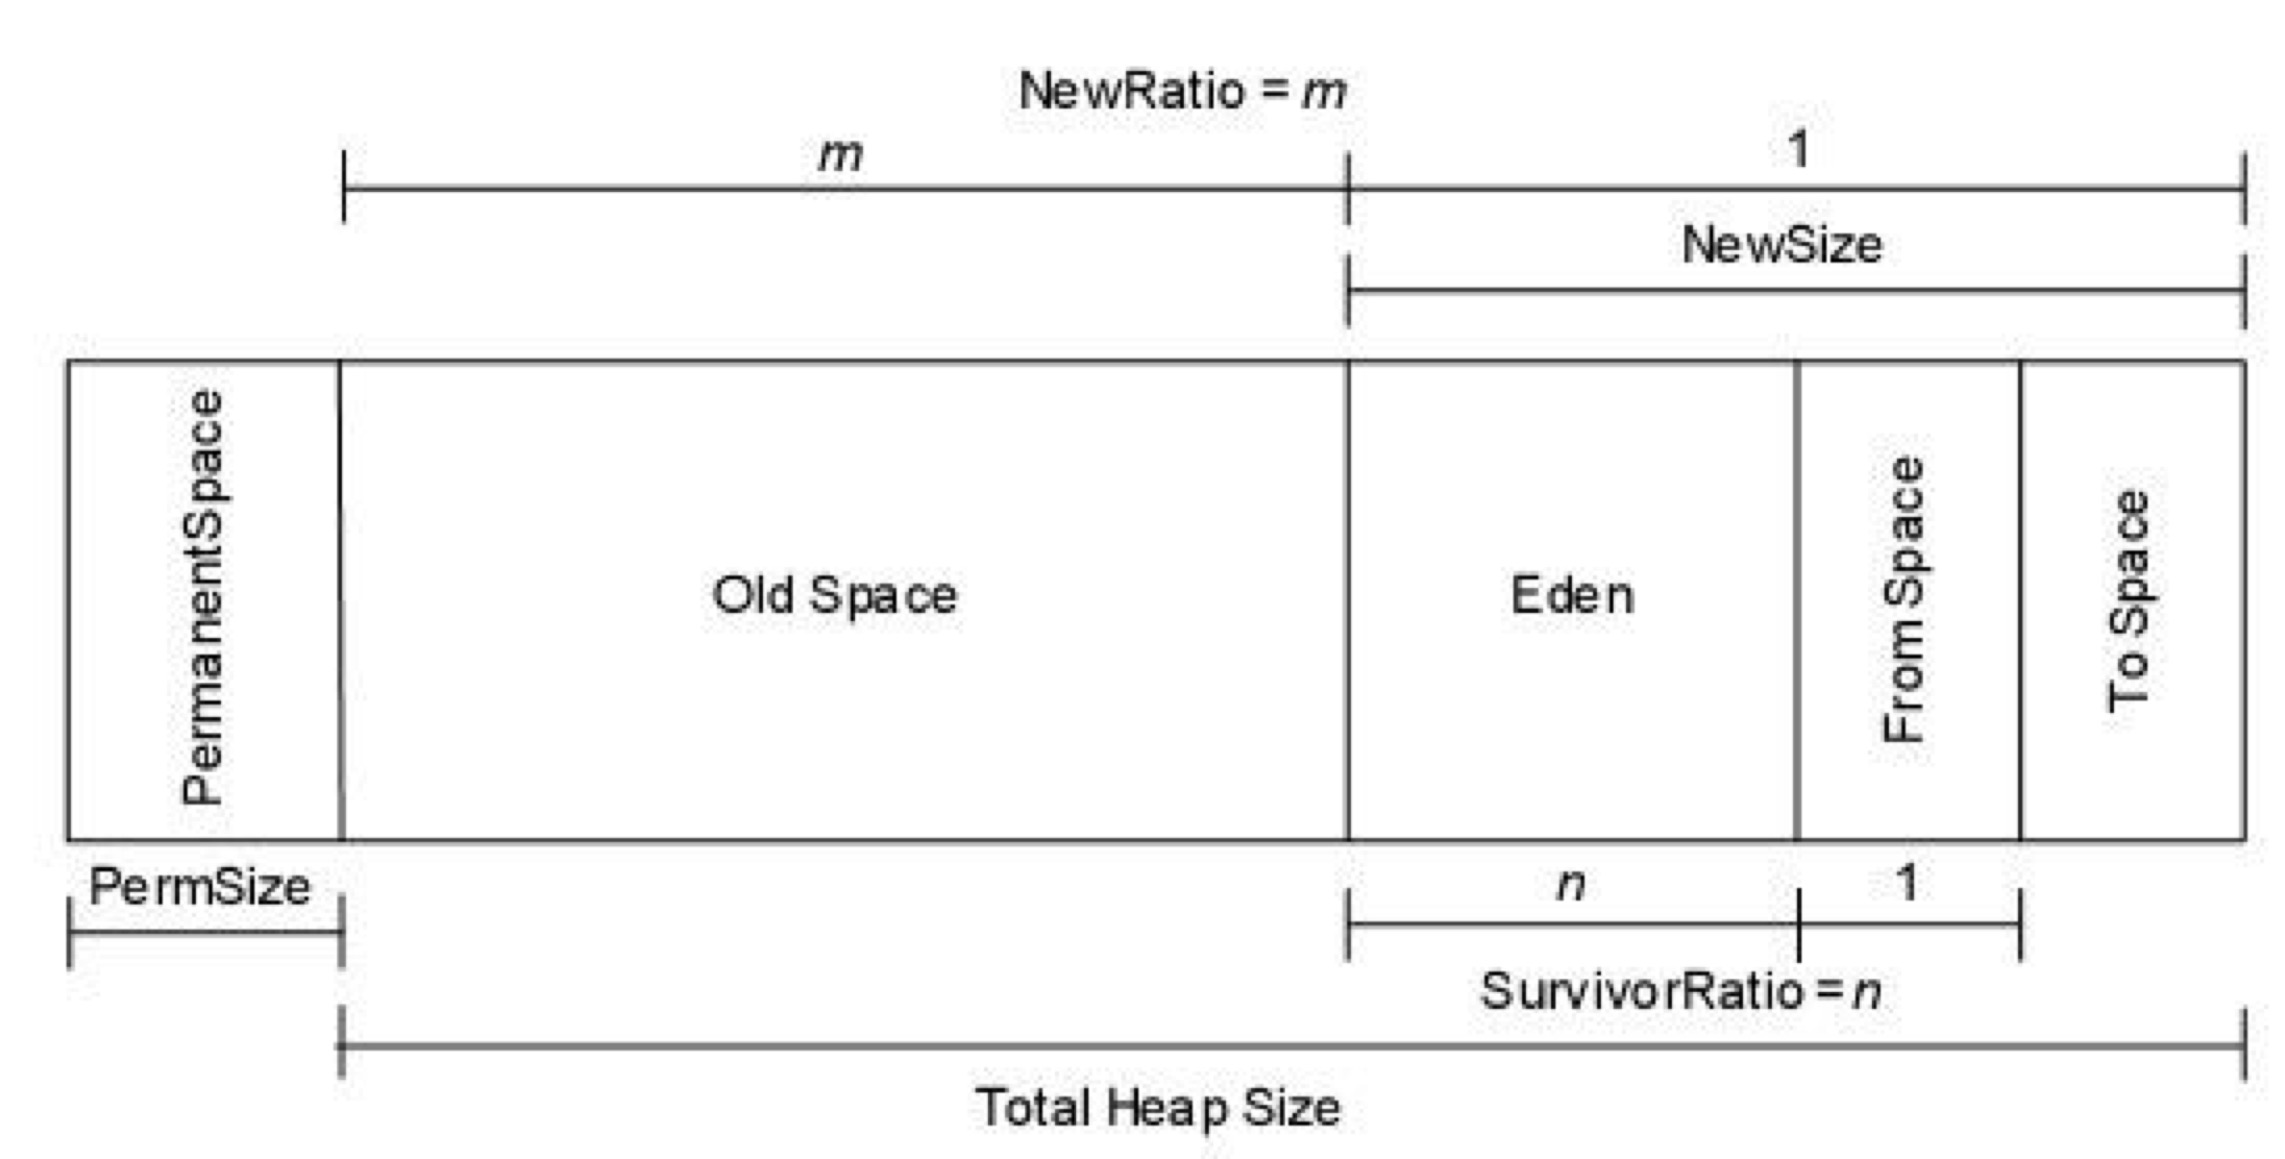 NewRatio = m
m
1
NewSize
PermanentSpace
Old Space
Eden
From Space
To Space
PermSize
n
1
SurvivorRatio = n
Total Heap Size